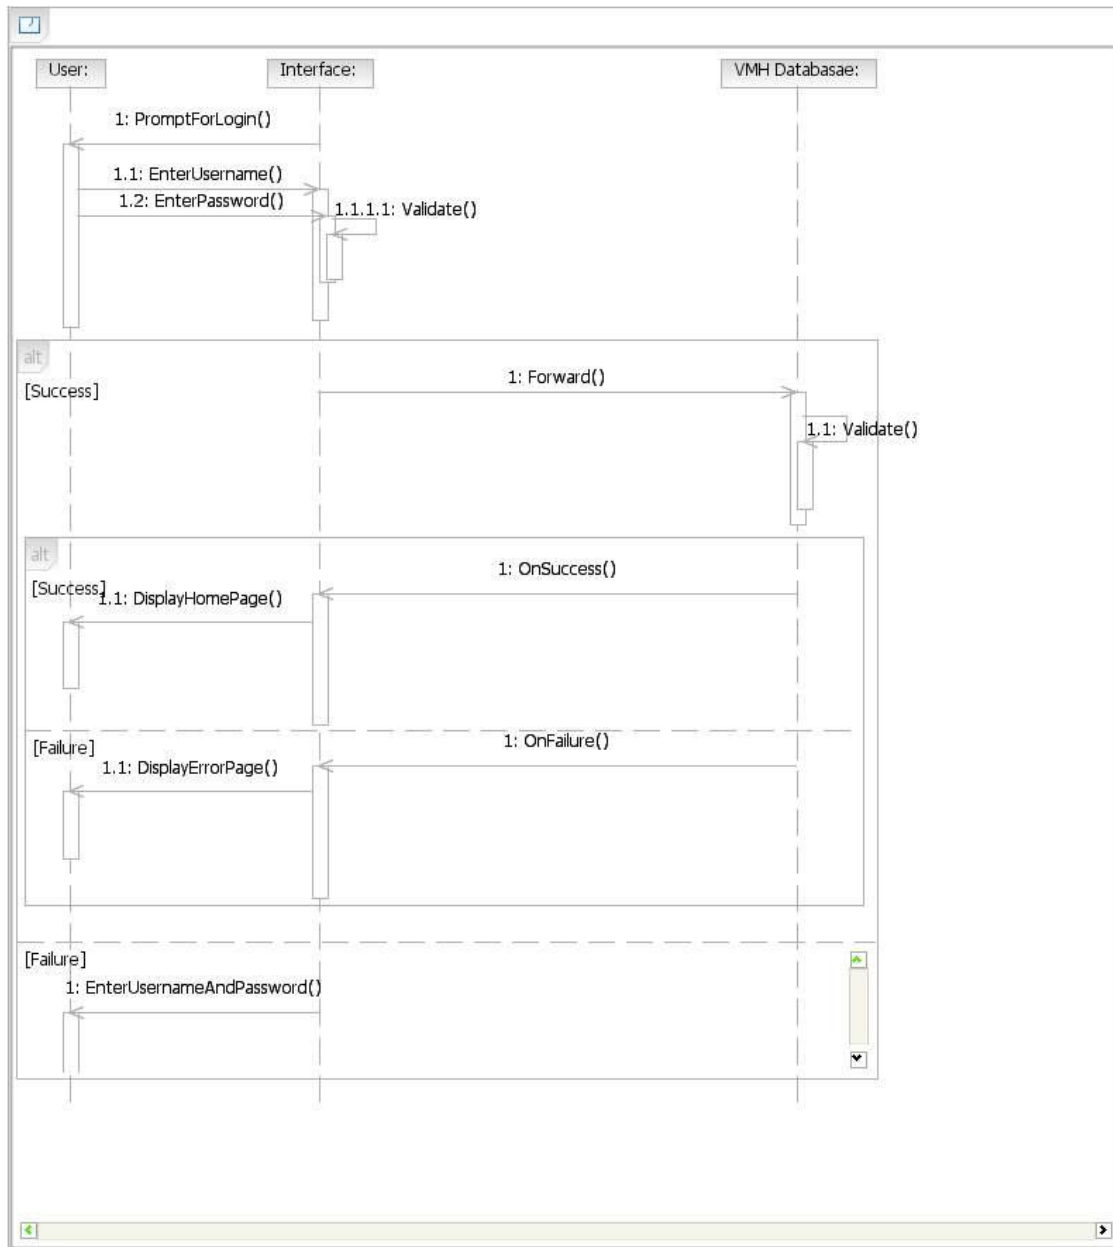 User:
Interface:
VMH Databasae:
1: PromptForLogin()
1.1: EnterUsername()
1.2: EnterPassword()
1.1.1.1: Validate()
alt
[Success]
1: Forward()
1.1: Validate()
alt
[Success]
1: OnSuccess()
1.1: DisplayHomePage()
[Failure]
1: OnFailure()
1.1: DisplayErrorPage()
[Failure]
1: EnterUsernameAndPassword()